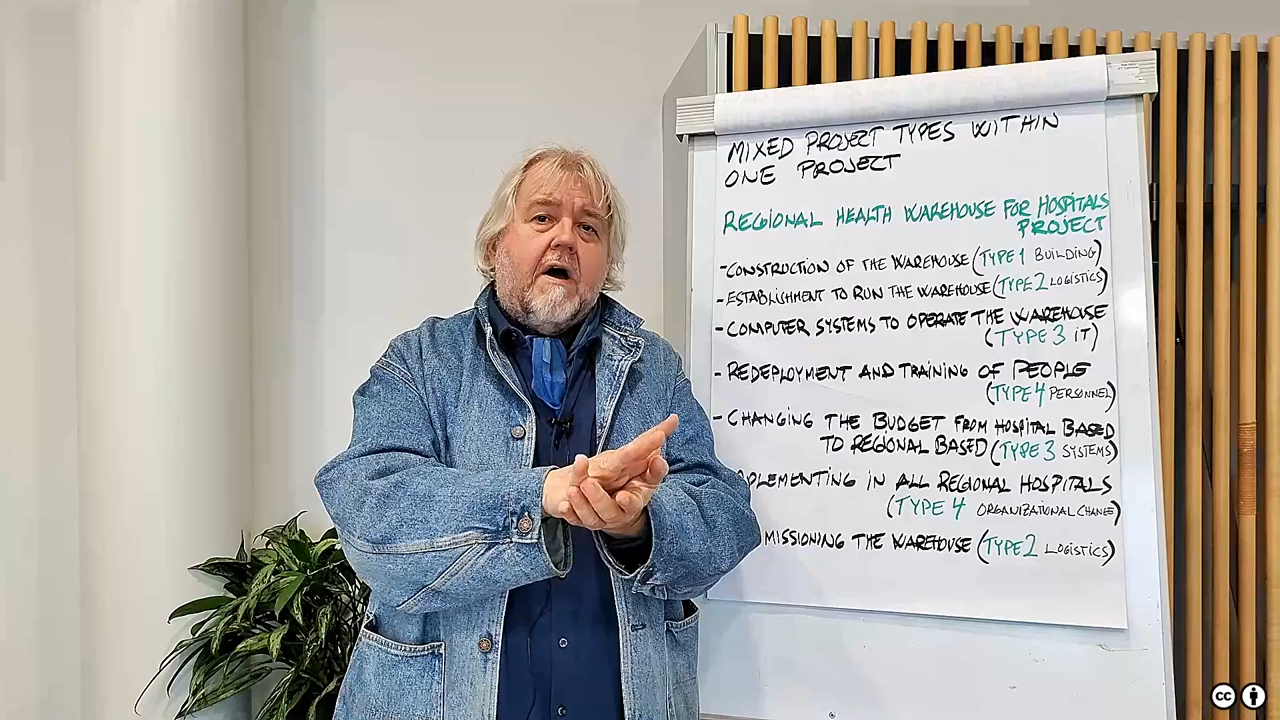 MIXED PROJECT TYPES WITHIN
ONE PROJECT
REGIONAL HEALTH WAREHOUSE FOR HOSPITALS
PROJECT
-CONSTRUCTION OF THE WAREHOUSE (TYPE 1 BUILDING)
-ESTABLISHMENT TO RUN THE WAREHOUSE (TYPE 2 LOGISTICS)
-COMPUTER SYSTEMS TO OPERATE THE WAREHOUSE
(TYPE 3 IT)
-REDEPLOYMENT AND TRAINING OF PEOPLE
(TYPE 4 PERSONNEL)
-CHANGING THE BUDGET FROM HOSPITAL BASED
TO REGIONAL BASED (TYPE 3 SYSTEMS)
PLEMENTING IN ALL REGIONAL HOSPITALS
(TYPE 4 ORGANIZATIONAL CHANGE)
MISSIONING THE WAREHOUSE (TYPE 2 LOGISTICS)
cc